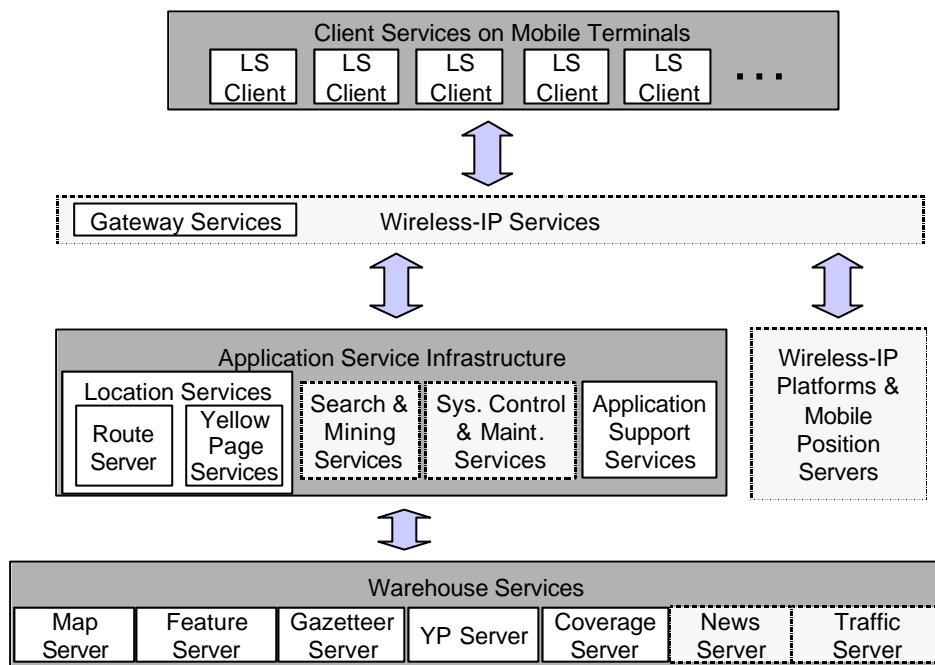 Client Services on Mobile Terminals
LS
Client
LS
Client
LS
Client
LS
Client
LS
Client
...
Gateway Services
Wireless-IP Services
Application Service Infrastructure
Location Services
Route
Server
Yellow
Page
Services
Search &
Mining
Services
Sys. Control
& Maint.
Services
Application
Support
Services
Wireless-IP
Platforms &
Mobile
Position
Servers
Warehouse Services
Map
Server
Feature
Server
Gazetteer
Server
YP Server
Coverage
Server
News
Server
Traffic
Server